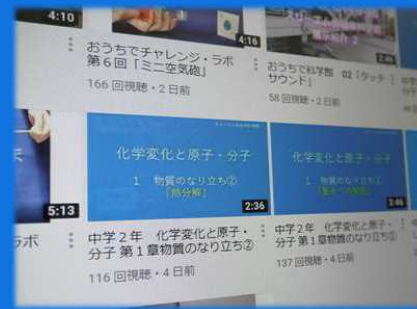 4:10
4:16
おうちでチャレンジ・ラボ
第6回「ミニ空気砲」
166 回視聴・2日前
おうちで科学館 02「タッチ
サウンド」
58 回視聴・2日前
5:13
化学変化と原子・分子
1 物質のなり立ち②
「熱分解」
2:36
化学変化と原子・分子
1 物質のなり立ち②
2:46
ラボ
中学2年 化学変化と原子・
分子 第1章物質のなり立ち②
116 回視聴・4日前
中学2年 化学変化と原子・
分子 第1章物質のなり立ち②
137 回視聴・4日前